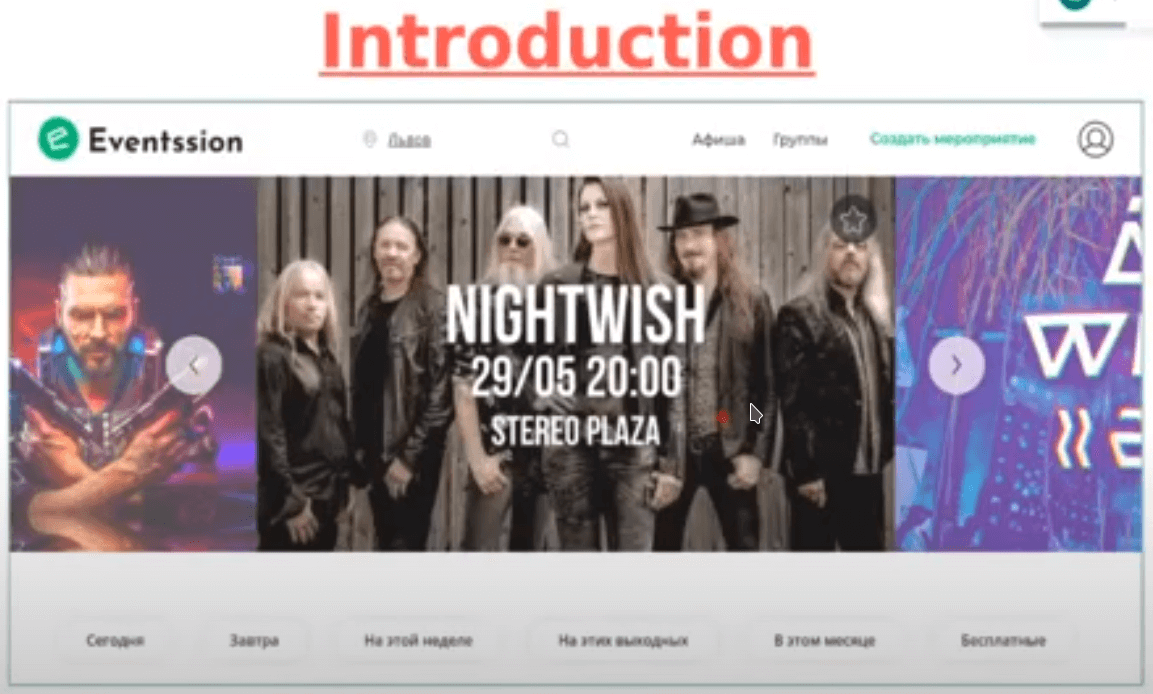 Introduction
Eventssion
Львов
Афиша
Группы
Создать мероприятие
NIGHTWISH
29/05 20:00
STEREO PLAZA
Сегодня
Завтра
На этой неделе
На этих выходных
В этом месяце
Бесплатные